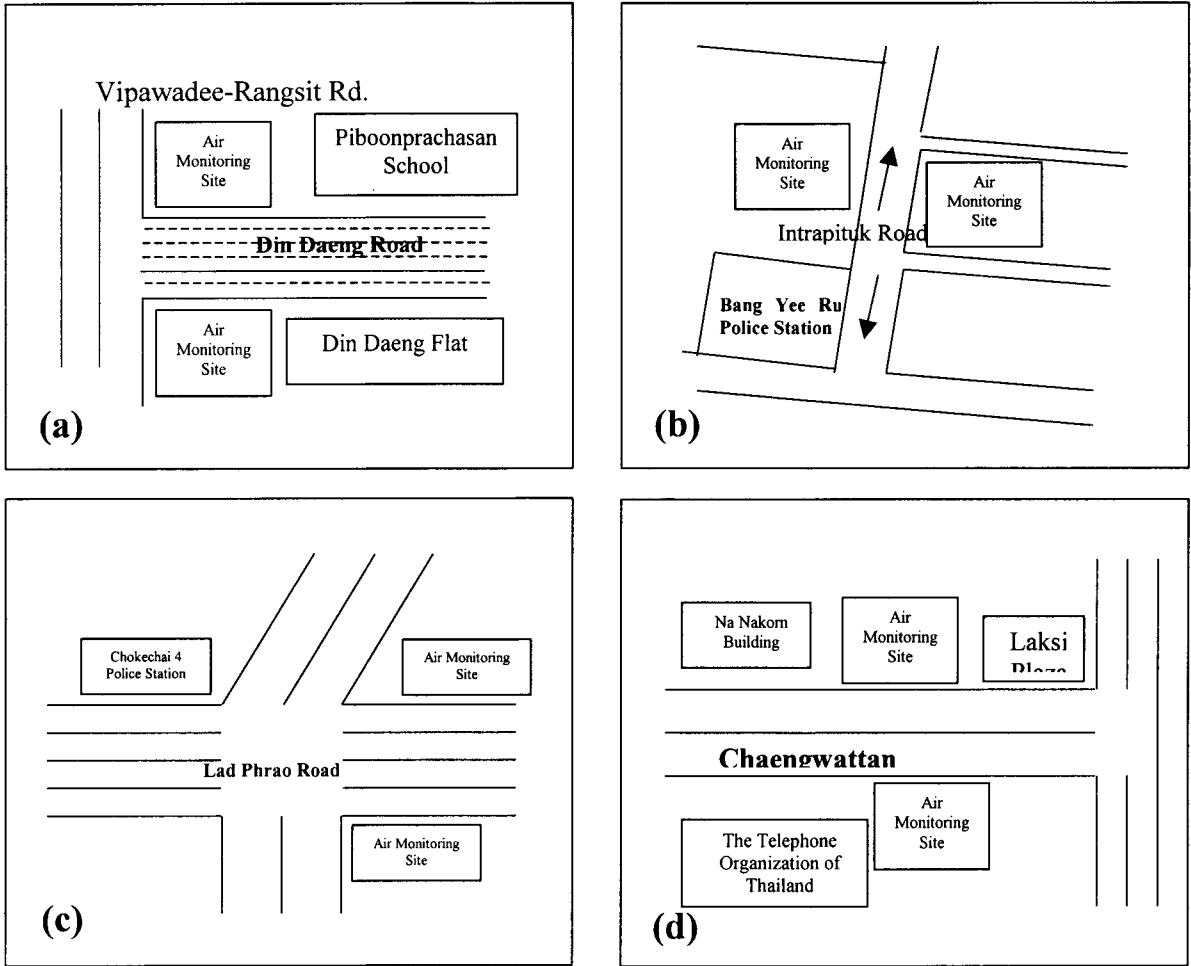 Vipawadee-Rangsit Rd.
Air
Monitoring
Site
Piboonprachasan
School
Din Daeng Road
Air
Monitoring
Site
Din Daeng Flat
(a)
Air
Monitoring
Site
Air
Monitoring
Site
Intrapituk Road
Bang Yee Ru
Police Station
(b)
Chokechai 4
Police Station
Air Monitoring
Site
Lad Phrao Road
Air Monitoring
Site
(c)
Na Nakorn
Building
Air
Monitoring
Site
Laksi
Plaza
Chaengwattan
Air
Monitoring
Site
The Telephone
Organization of
Thailand
(d)